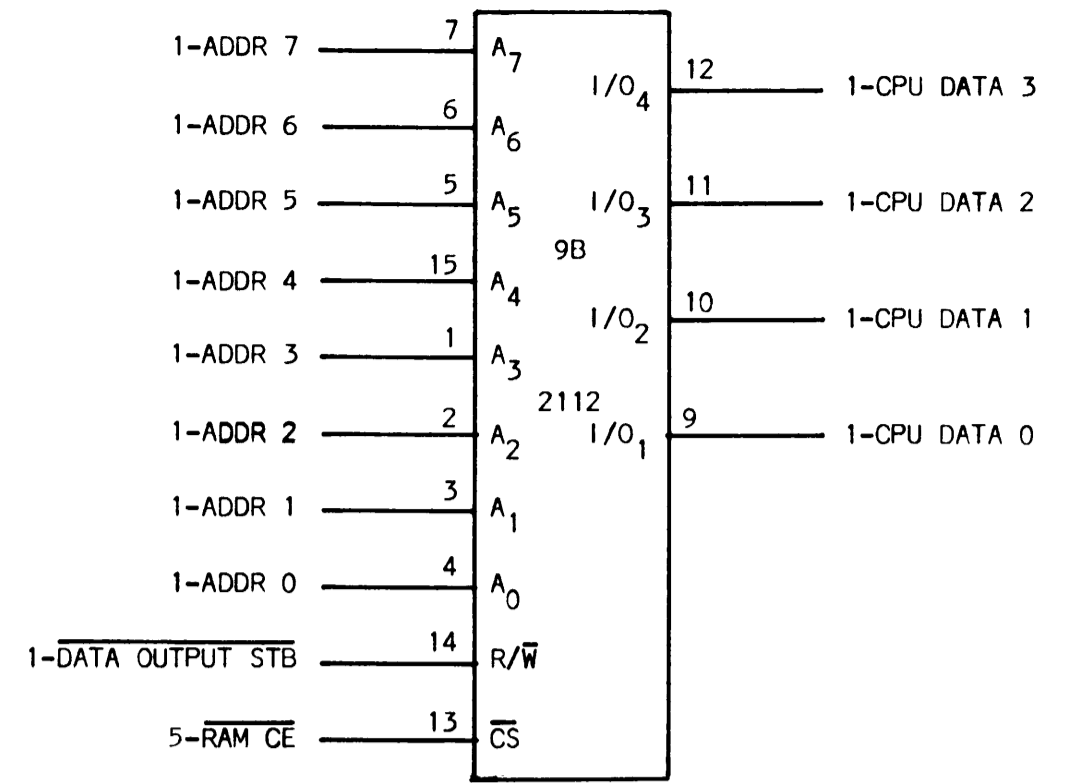 1-ADDR 7 7 A7
I/O4 12 1-CPU DATA 3
1-ADDR 6 6 A6
1-ADDR 5 5 A5 I/O3 11 1-CPU DATA 2
9B
1-ADDR 4 15 A4
I/O2 10 1-CPU DATA 1
1-ADDR 3 1 A3
2112
1-ADDR 2 2 A2 I/O1 9 1-CPU DATA 0
1-ADDR 1 3 A1
1-ADDR 0 4 A0
1-DATA OUTPUT STB 14 R/W
5-RAM CE 13 CS